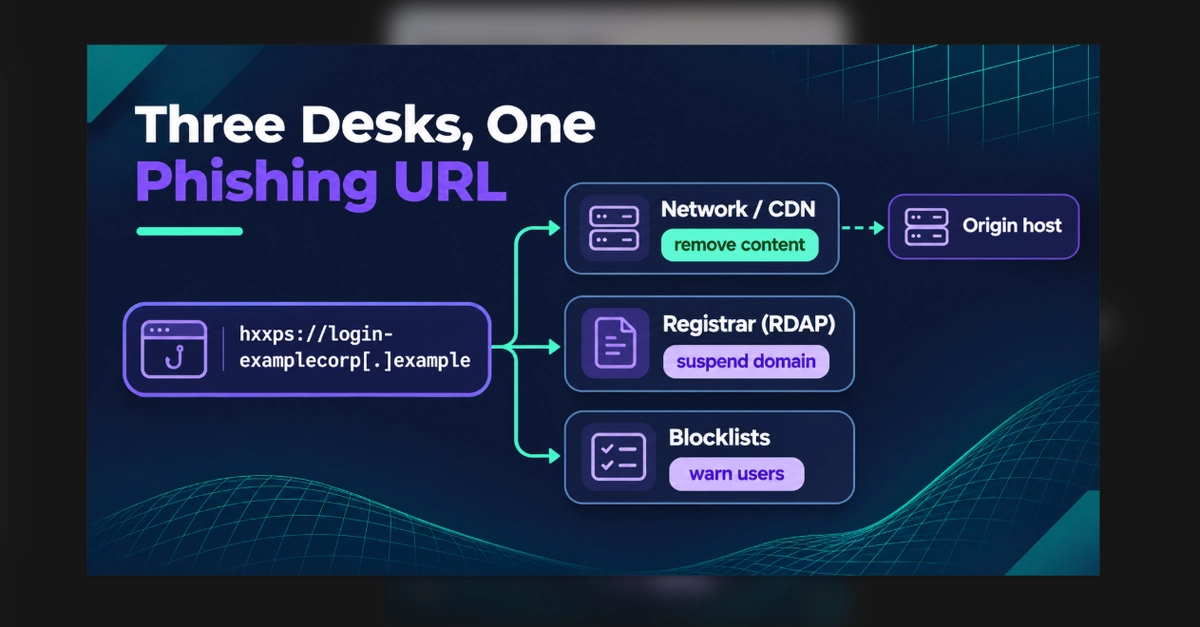 Three Desks, One
Phishing URL
hxxps://login-
examplecorp[.]example
Network / CDN
remove content
Origin host
Registrar (RDAP)
suspend domain
Blocklists
warn users